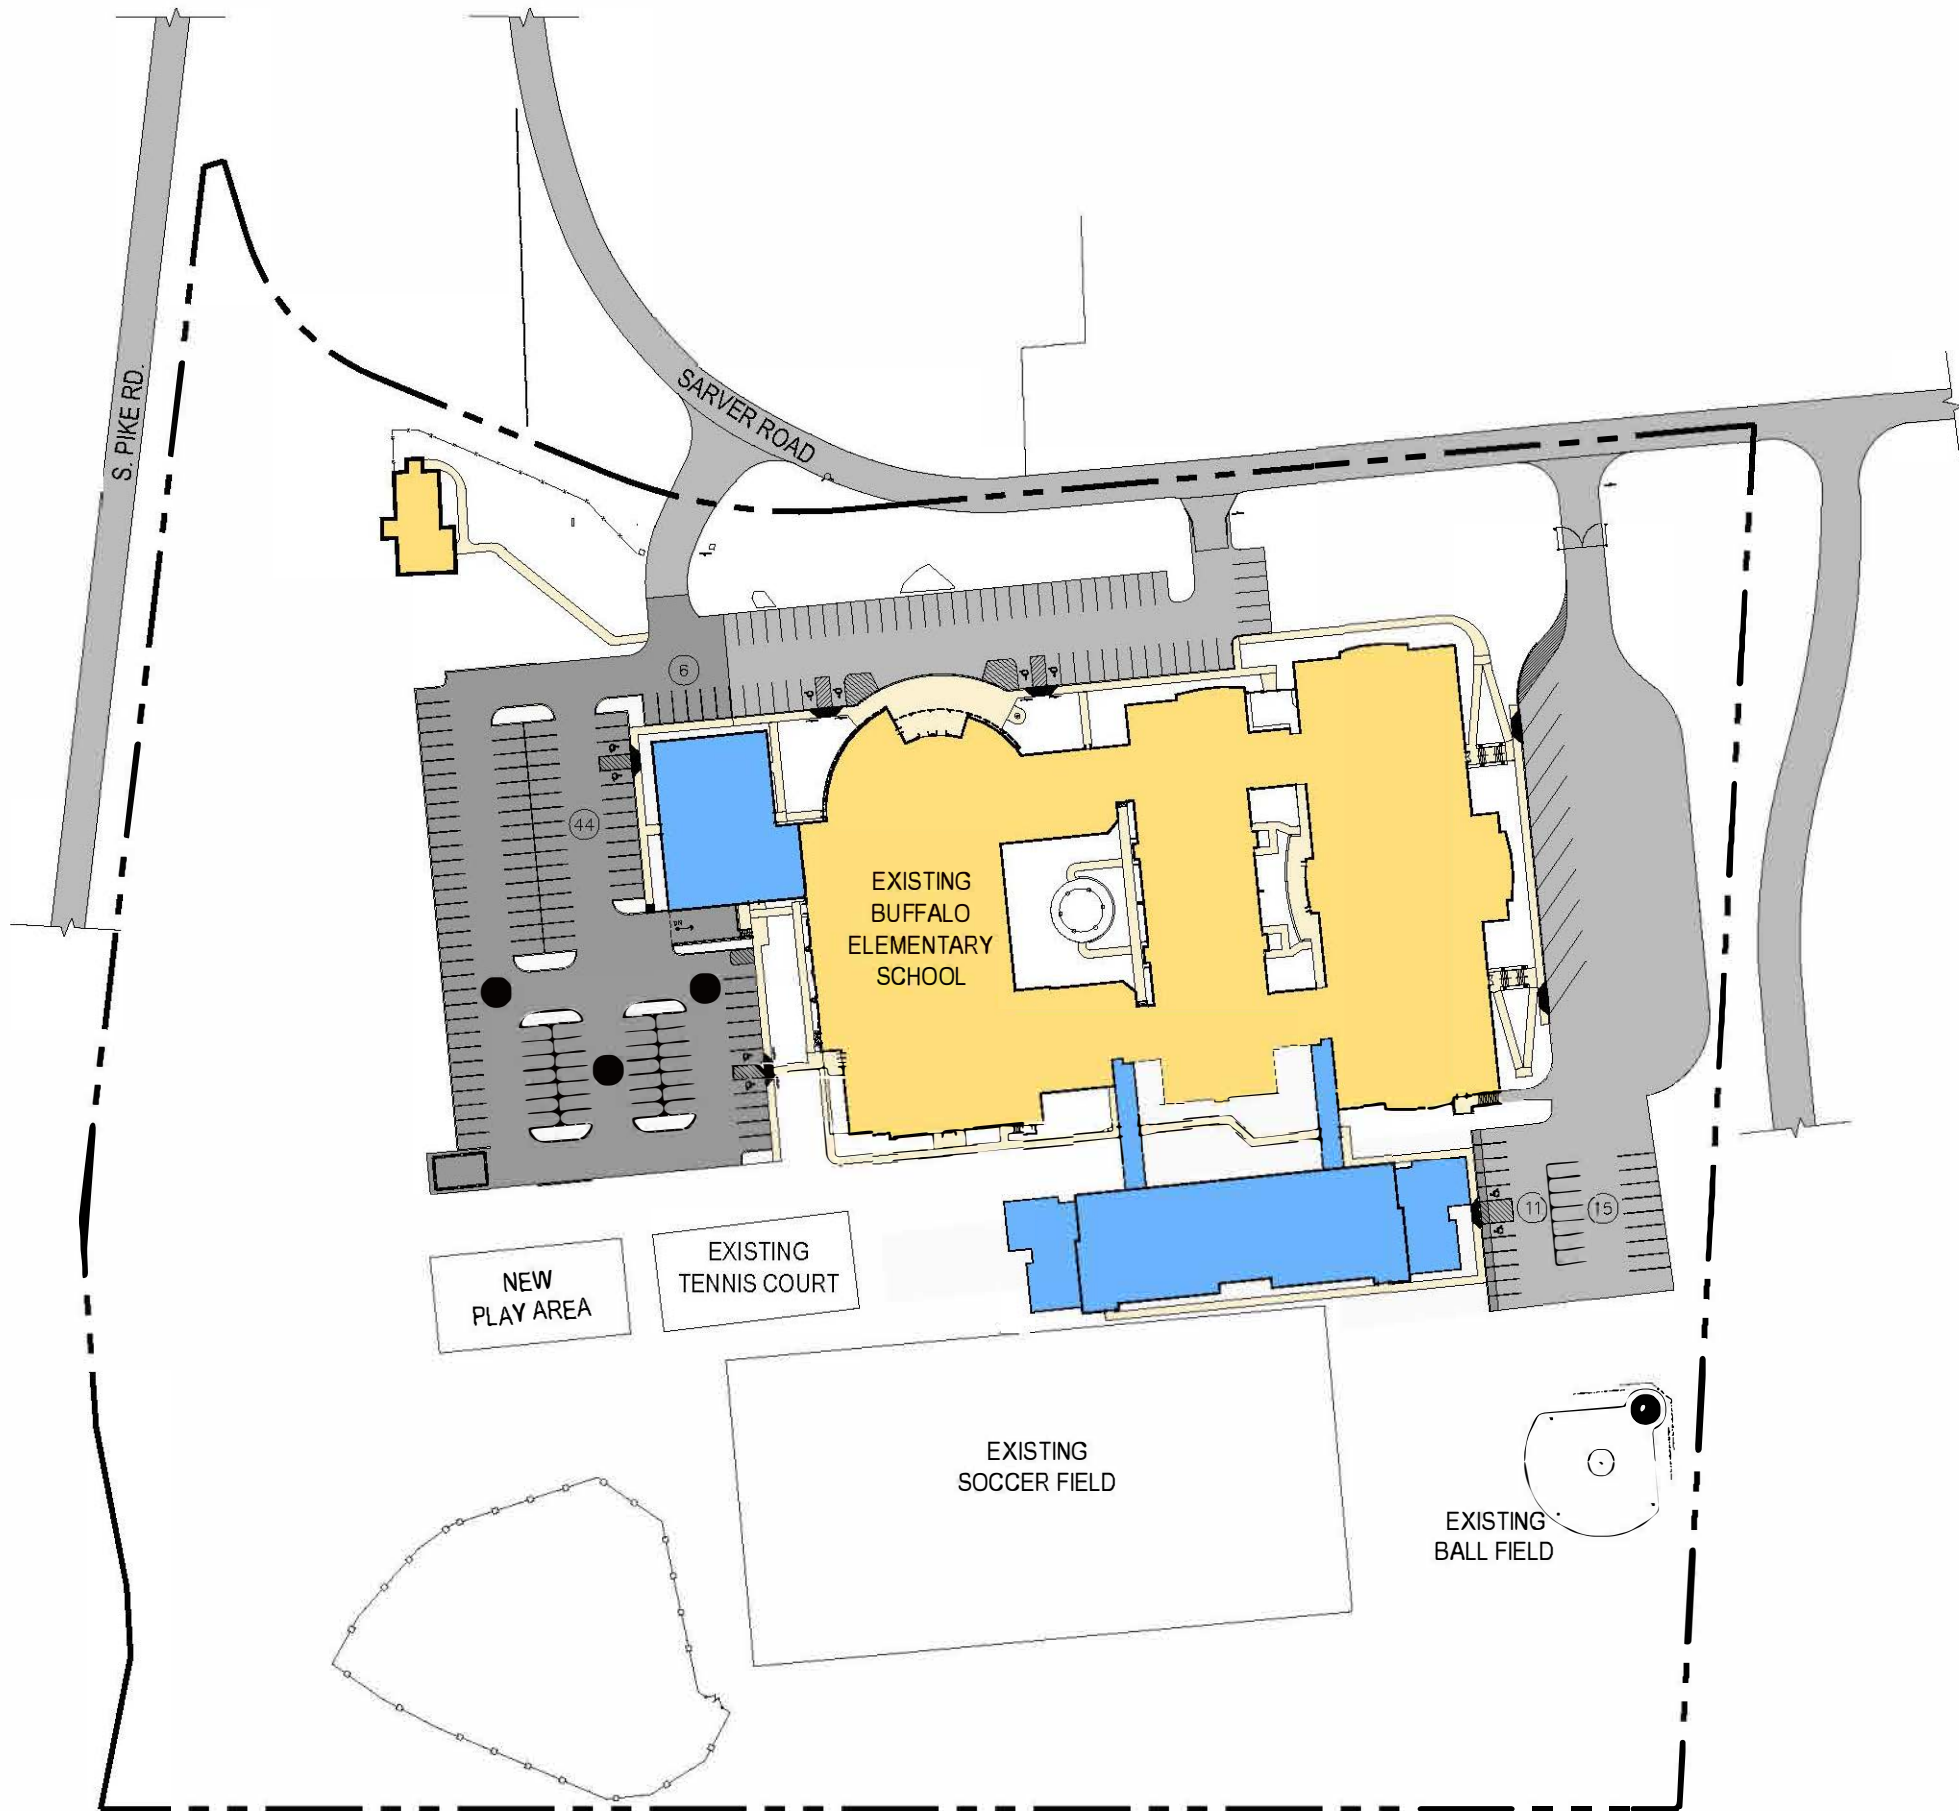 S. PIKE RD.
SARVER ROAD
6
44
EXISTING
BUFFALO
ELEMENTARY
SCHOOL
DN
11
15
NEW
PLAY AREA
EXISTING
TENNIS COURT
EXISTING
SOCCER FIELD
EXISTING
BALL FIELD